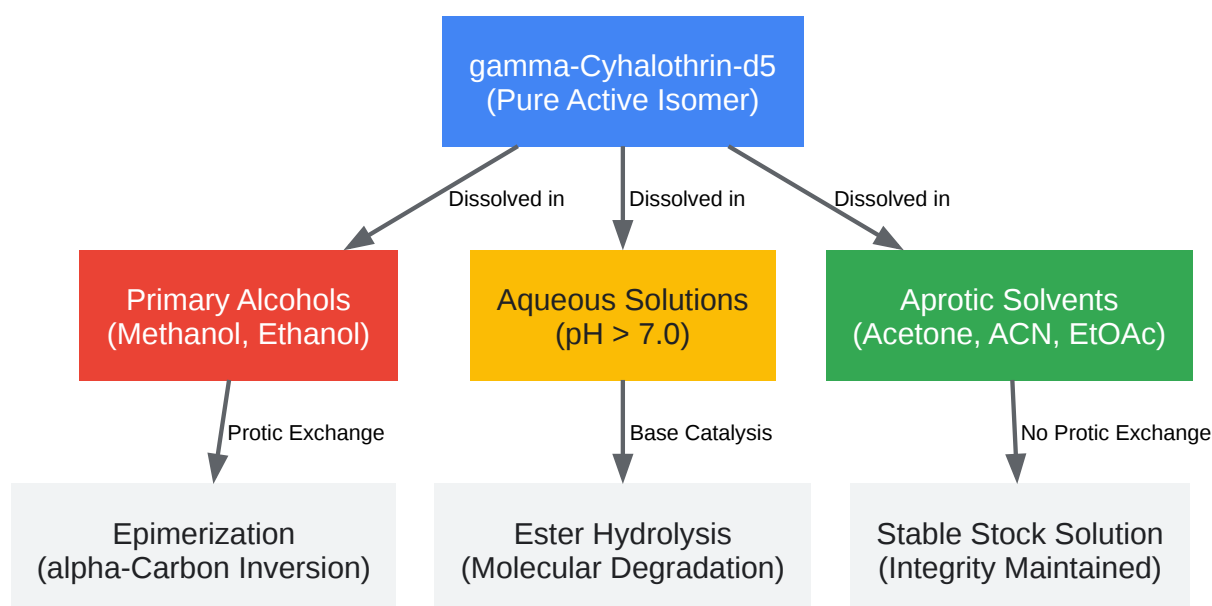 gamma-Cyhalothrin-d5
(Pure Active Isomer)
Dissolved in
Dissolved in
Dissolved in
Primary Alcohols
(Methanol, Ethanol)
Aqueous Solutions
(pH > 7.0)
Aprotic Solvents
(Acetone, ACN, EtOAc)
Protic Exchange
Base Catalysis
No Protic Exchange
Epimerization
(alpha-Carbon Inversion)
Ester Hydrolysis
(Molecular Degradation)
Stable Stock Solution
(Integrity Maintained)